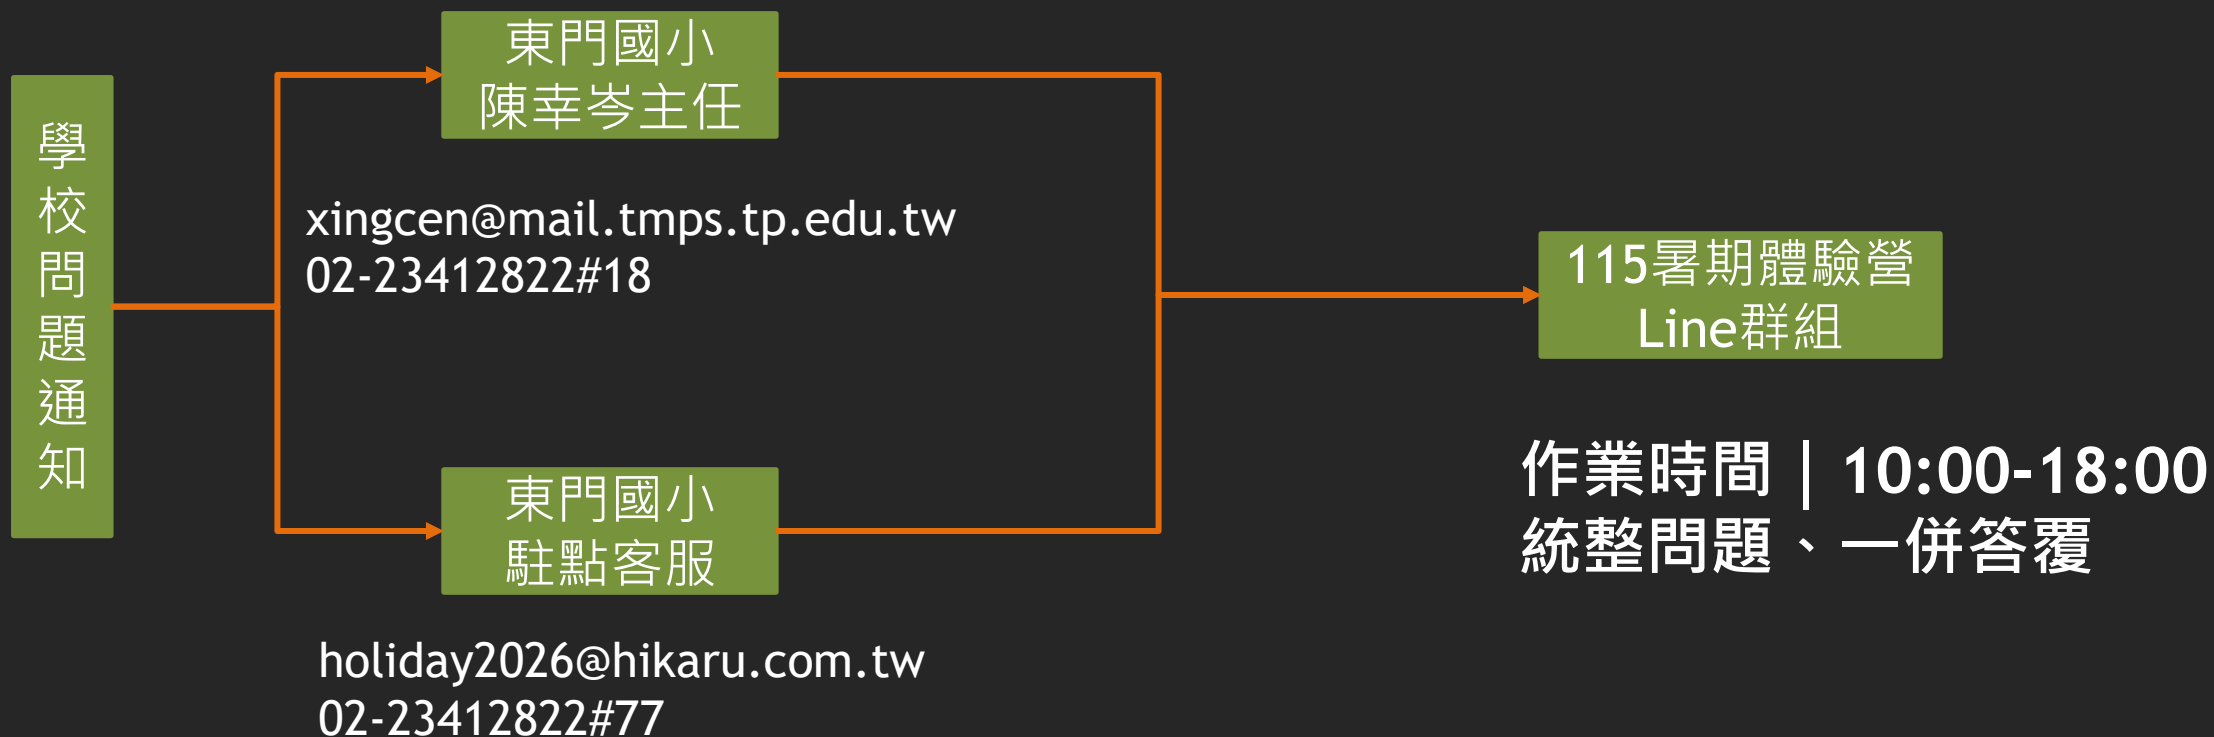 學校問題通知
東門國小
陳幸岑主任
xingcen@mail.tmps.tp.edu.tw
02-23412822#18
東門國小
駐點客服
holiday2026@hikaru.com.tw
02-23412822#77
115暑期體驗營
Line群組
作業時間｜10:00-18:00
統整問題、一併答覆